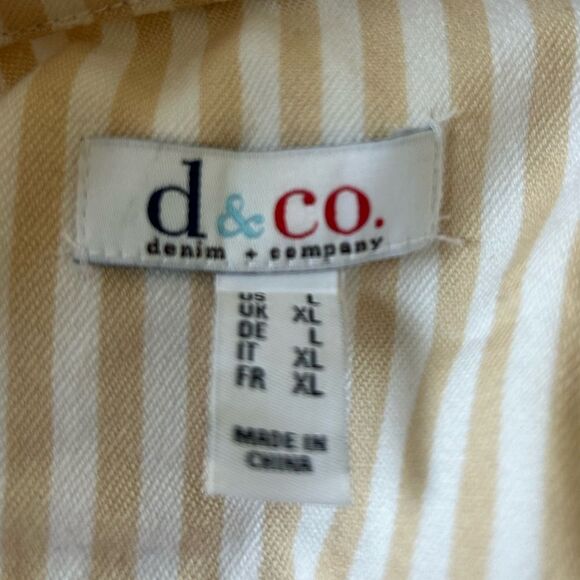 d & co.
denim + company
US L
UK XL
DE L
IT XL
FR XL
MADE IN
CHINA